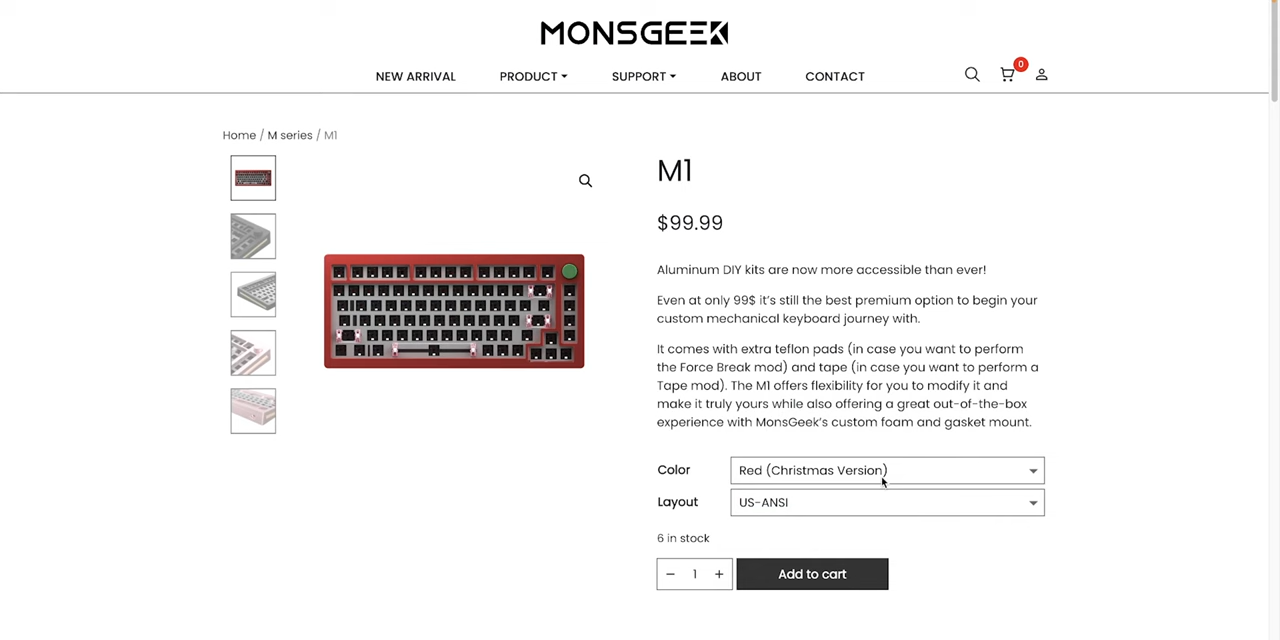 MONSGEEK
NEW ARRIVAL PRODUCT SUPPORT ABOUT CONTACT 0
Home / M series / M1
M1
$99.99
Aluminum DIY kits are now more accessible than ever!
Even at only 99$ it's still the best premium option to begin your
custom mechanical keyboard journey with.
It comes with extra teflon pads (in case you want to perform
the Force Break mod) and tape (in case you want to perform a
Tape mod). The M1 offers flexibility for you to modify it and
make it truly yours while also offering a great out-of-the-box
experience with MonsGeek's custom foam and gasket mount.
Color Red (Christmas Version)
Layout US-ANSI
6 in stock
− 1 + Add to cart